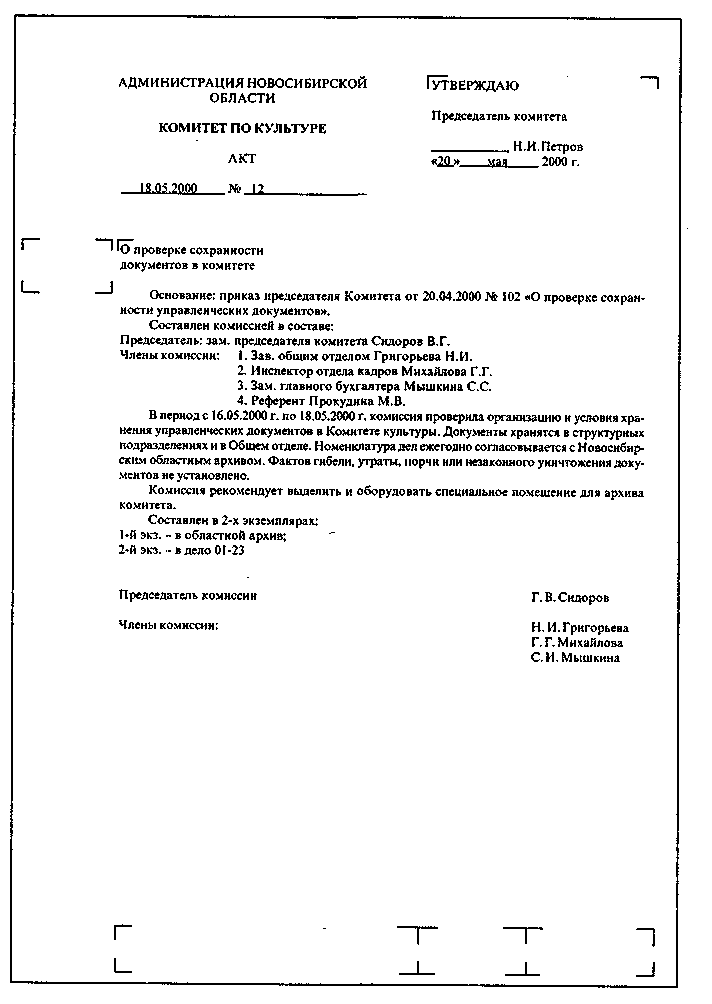 АДМИНИСТРАЦИЯ НОВОСИБИРСКОЙ
ОБЛАСТИ
КОМИТЕТ ПО КУЛЬТУРЕ
АКТ
18.05.2000 № 12
УТВЕРЖДАЮ
Председатель комитета
Н.И.Петров
«20 » мая 2000 г.
О проверке сохранности
документов в комитете
Основание: приказ председателя Комитета от 20.04.2000 № 102 «О проверке сохран-
ности управленческих документов».
Составлен комиссией в составе:
Председатель: зам. председателя комитета Сидоров В.Г.
Члены комиссии: 1. Зав. общим отделом Григорьева Н.И.
2. Инспектор отдела кадров Михайлова Г.Г.
3. Зам. главного бухгалтера Мышкина С.С.
4. Референт Прокудина М.В.
В период с 16.05.2000 г. по 18.05.2000 г. комиссия проверила организацию и условия хра-
нения управленческих документов в Комитете культуры. Документы хранятся в структурных
подразделениях и в Общем отделе. Номенклатура дел ежегодно согласовывается с Новосибир-
ским областным архивом. Фактов гибели, утраты, порчи или незаконного уничтожения доку-
ментов не установлено.
Комиссия рекомендует выделить и оборудовать специальное помещение для архива
комитета.
Составлен в 2-х экземплярах:
1-й экз. – в областной архив;
2-й экз. – в дело 01-23
Председатель комиссии Г. В. Сидоров
Члены комиссии: Н. И. Григорьева
Г. Г. Михайлова
С. И. Мышкина